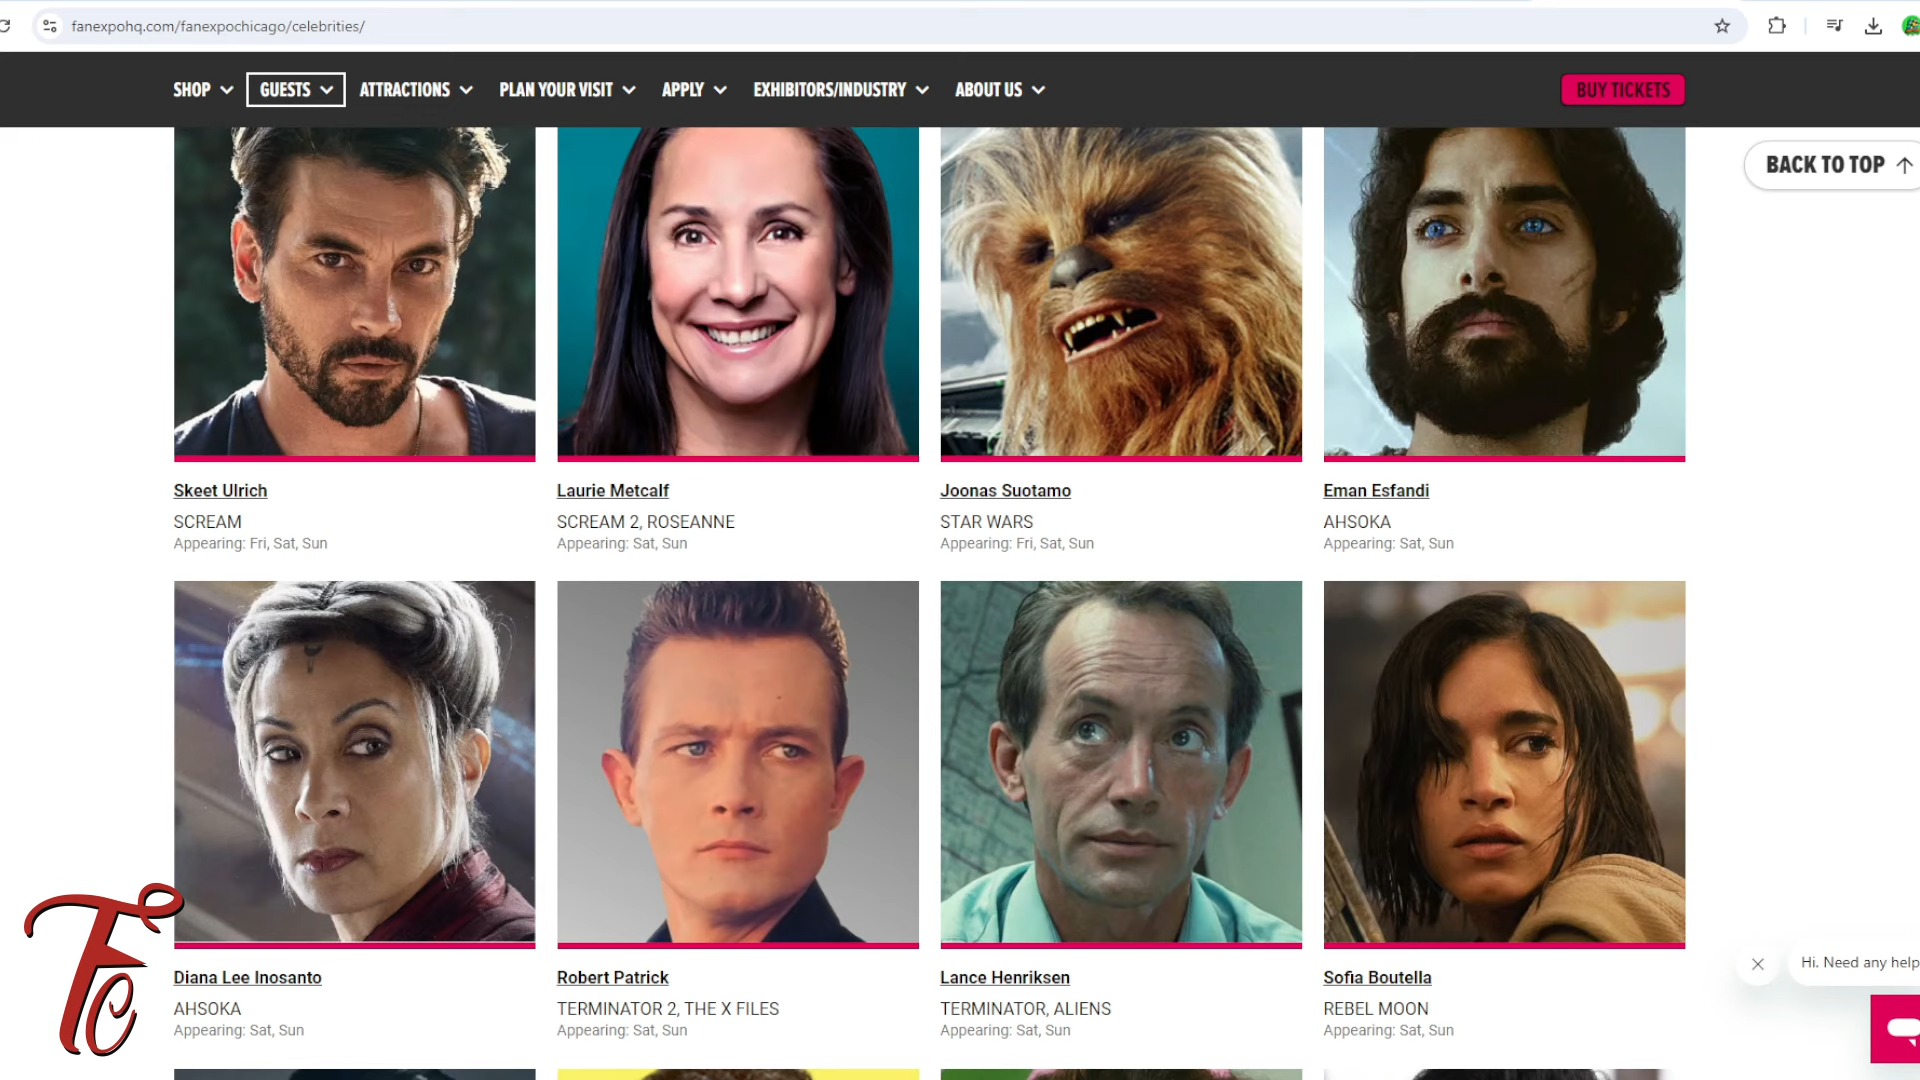 fanexpohq.com/fanexpochicago/celebrities/
SHOP GUESTS ATTRACTIONS PLAN YOUR VISIT APPLY EXHIBITORS/INDUSTRY ABOUT US BUY TICKETS
BACK TO TOP
Skeet Ulrich
SCREAM
Appearing: Fri, Sat, Sun
Laurie Metcalf
SCREAM 2, ROSEANNE
Appearing: Sat, Sun
Joonas Suotamo
STAR WARS
Appearing: Fri, Sat, Sun
Eman Esfandi
AHSOKA
Appearing: Sat, Sun
Diana Lee Inosanto
AHSOKA
Appearing: Sat, Sun
Robert Patrick
TERMINATOR 2, THE X FILES
Appearing: Sat, Sun
Lance Henriksen
TERMINATOR, ALIENS
Appearing: Sat, Sun
Sofia Boutella
REBEL MOON
Appearing: Sat, Sun
Hi. Need any help
FC